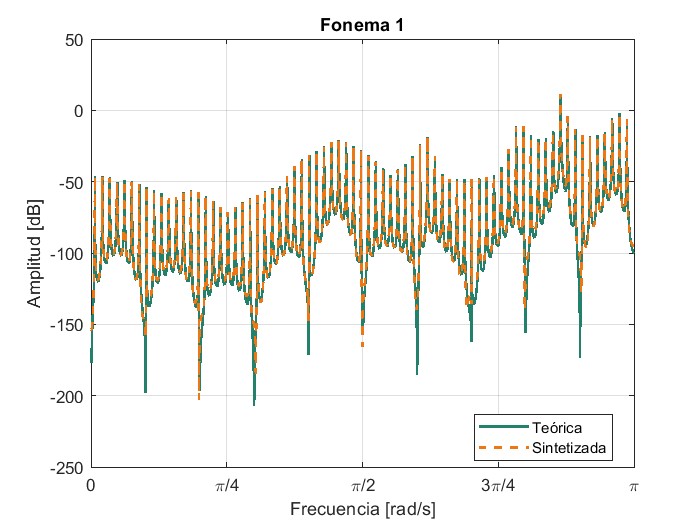 Fonema 1
50
0
-50
-100
-150
-200
-250
Amplitud [dB]
0
π/4
π/2
3π/4
π
Frecuencia [rad/s]
Teórica
Sintetizada